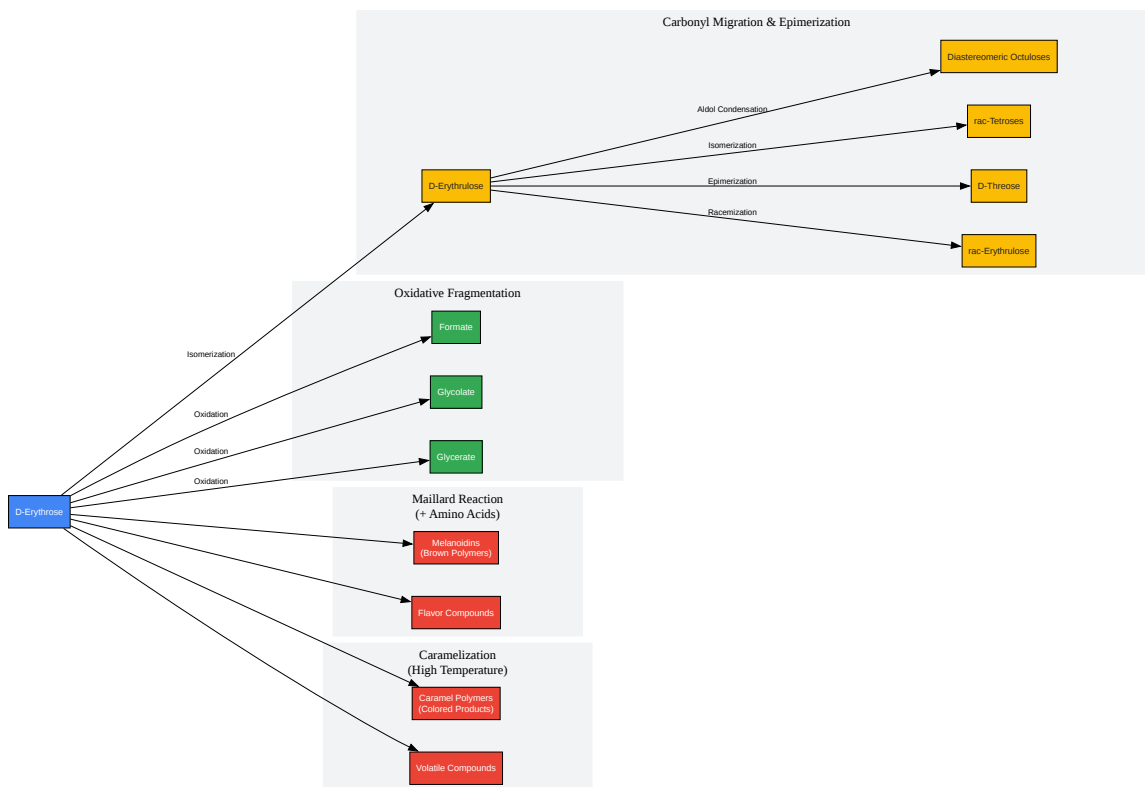 Carbonyl Migration & Epimerization
Diastereomeric Octuloses
Aldol Condensation
rac-Tetroses
Isomerization
D-Erythrulose
Epimerization
D-Threose
Racemization
rac-Erythrulose
Oxidative Fragmentation
Formate
Isomerization
Glycolate
Oxidation
Oxidation
Glycerate
Oxidation
Maillard Reaction
(+ Amino Acids)
D-Erythrose
Melanoidins
(Brown Polymers)
Flavor Compounds
Caramelization
(High Temperature)
Caramel Polymers
(Colored Products)
Volatile Compounds